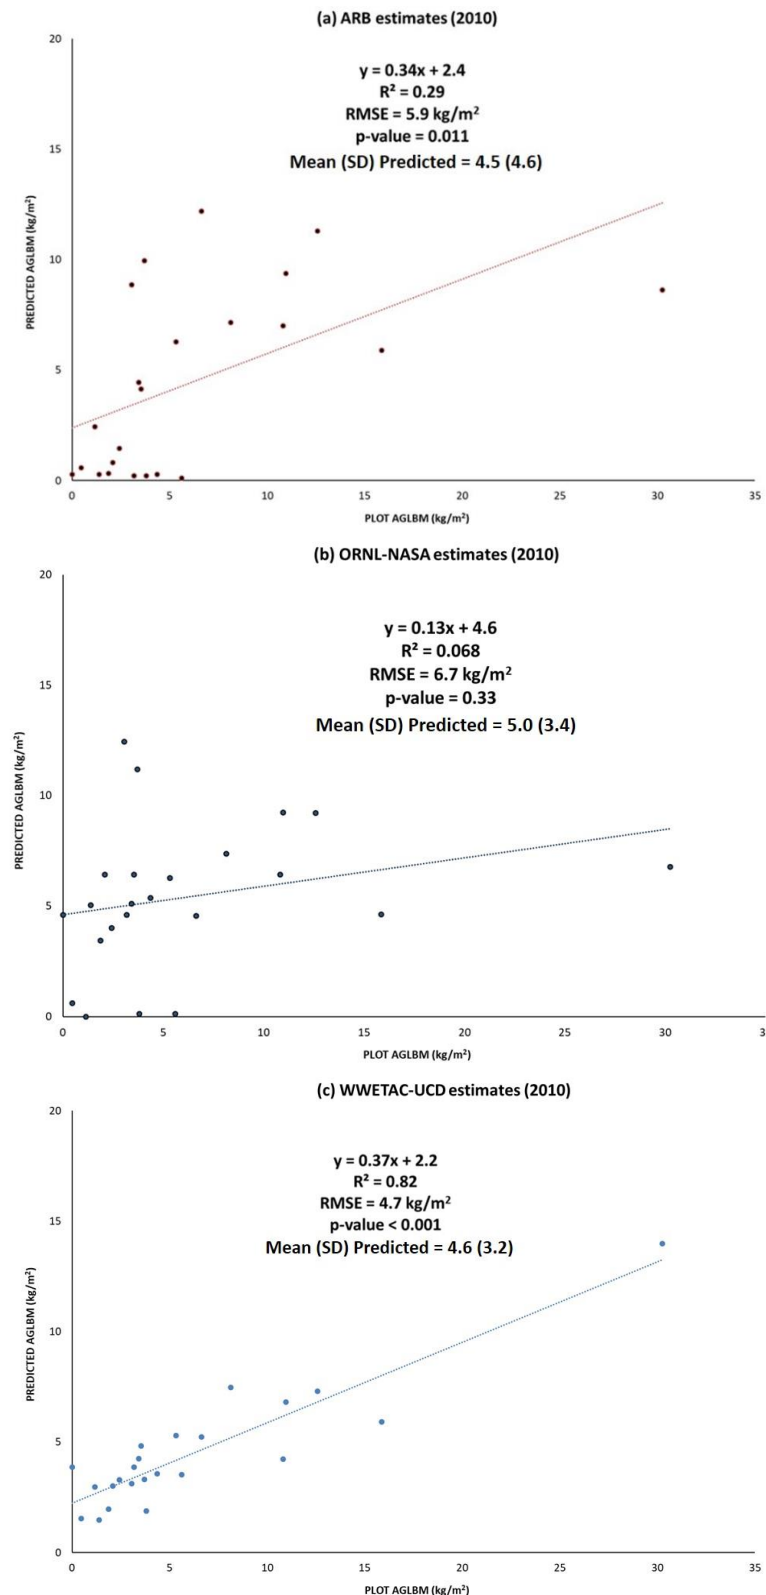 (a) ARB estimates (2010)
20
y = 0.34x + 2.4
R² = 0.29
RMSE = 5.9 kg/m²
p-value = 0.011
15
Mean (SD) Predicted = 4.5 (4.6)
PREDICTED AGLBM (kg/m²)
10
5
0
0 5 10 15 20 25 30 35
PLOT AGLBM (kg/m²)
(b) ORNL-NASA estimates (2010)
20
y = 0.13x + 4.6
R² = 0.068
RMSE = 6.7 kg/m²
15
p-value = 0.33
Mean (SD) Predicted = 5.0 (3.4)
PREDICTED AGLBM (kg/m²)
10
5
0
0 5 10 15 20 25 30 3
PLOT AGLBM (kg/m²)
(c) WWETAC-UCD estimates (2010)
20
y = 0.37x + 2.2
R² = 0.82
RMSE = 4.7 kg/m²
15
p-value < 0.001
Mean (SD) Predicted = 4.6 (3.2)
PREDICTED AGLBM (kg/m²)
10
5
0
0 5 10 15 20 25 30 35
PLOT AGLBM (kg/m²)